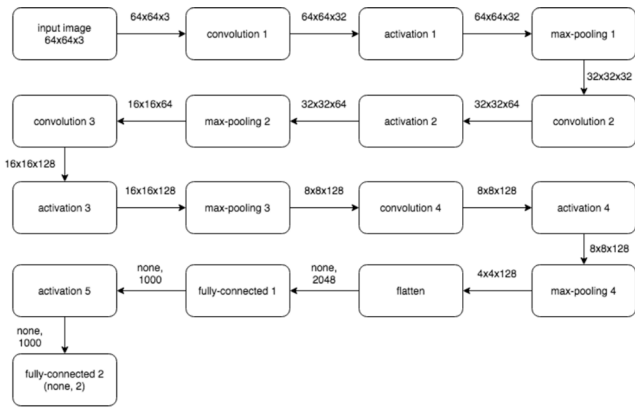 input image
64x64x3
64x64x3
convolution 1
64x64x32
activation 1
64x64x32
max-pooling 1
32x32x32
convolution 2
32x32x64
activation 2
32x32x64
max-pooling 2
16x16x64
convolution 3
16x16x128
activation 3
16x16x128
max-pooling 3
8x8x128
convolution 4
8x8x128
activation 4
8x8x128
max-pooling 4
4x4x128
flatten
none,
2048
fully-connected 1
none,
1000
activation 5
none,
1000
fully-connected 2
(none, 2)